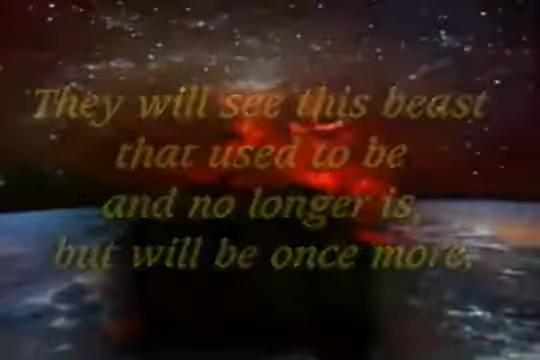 They will see this beast
that used to be
and no longer is,
but will be once more,